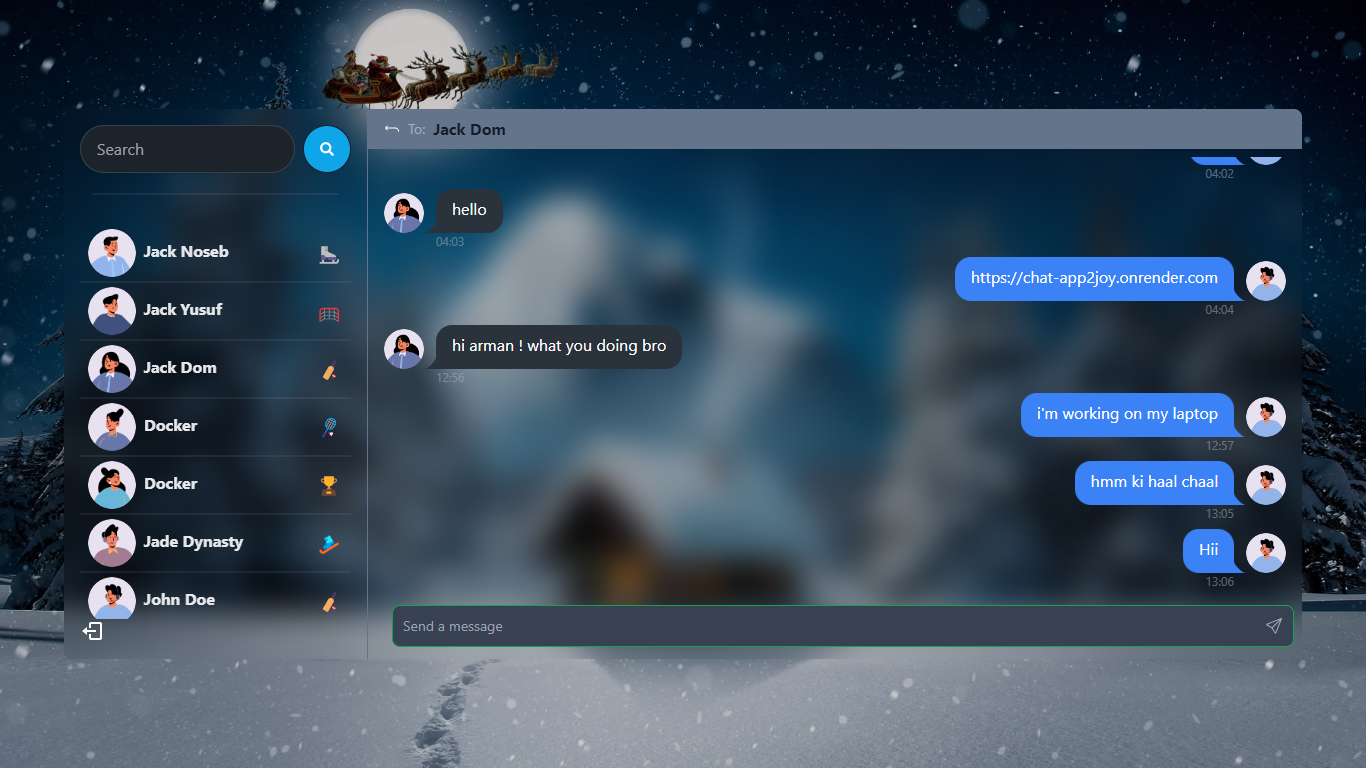 Search
Jack Noseb
Jack Yusuf
Jack Dom
Docker
Docker
Jade Dynasty
John Doe
To: Jack Dom
04:02
hello
04:03
https://chat-app2joy.onrender.com
04:04
hi arman ! what you doing bro
12:56
i'm working on my laptop
12:57
hmm ki haal chaal
13:05
Hii
13:06
Send a message